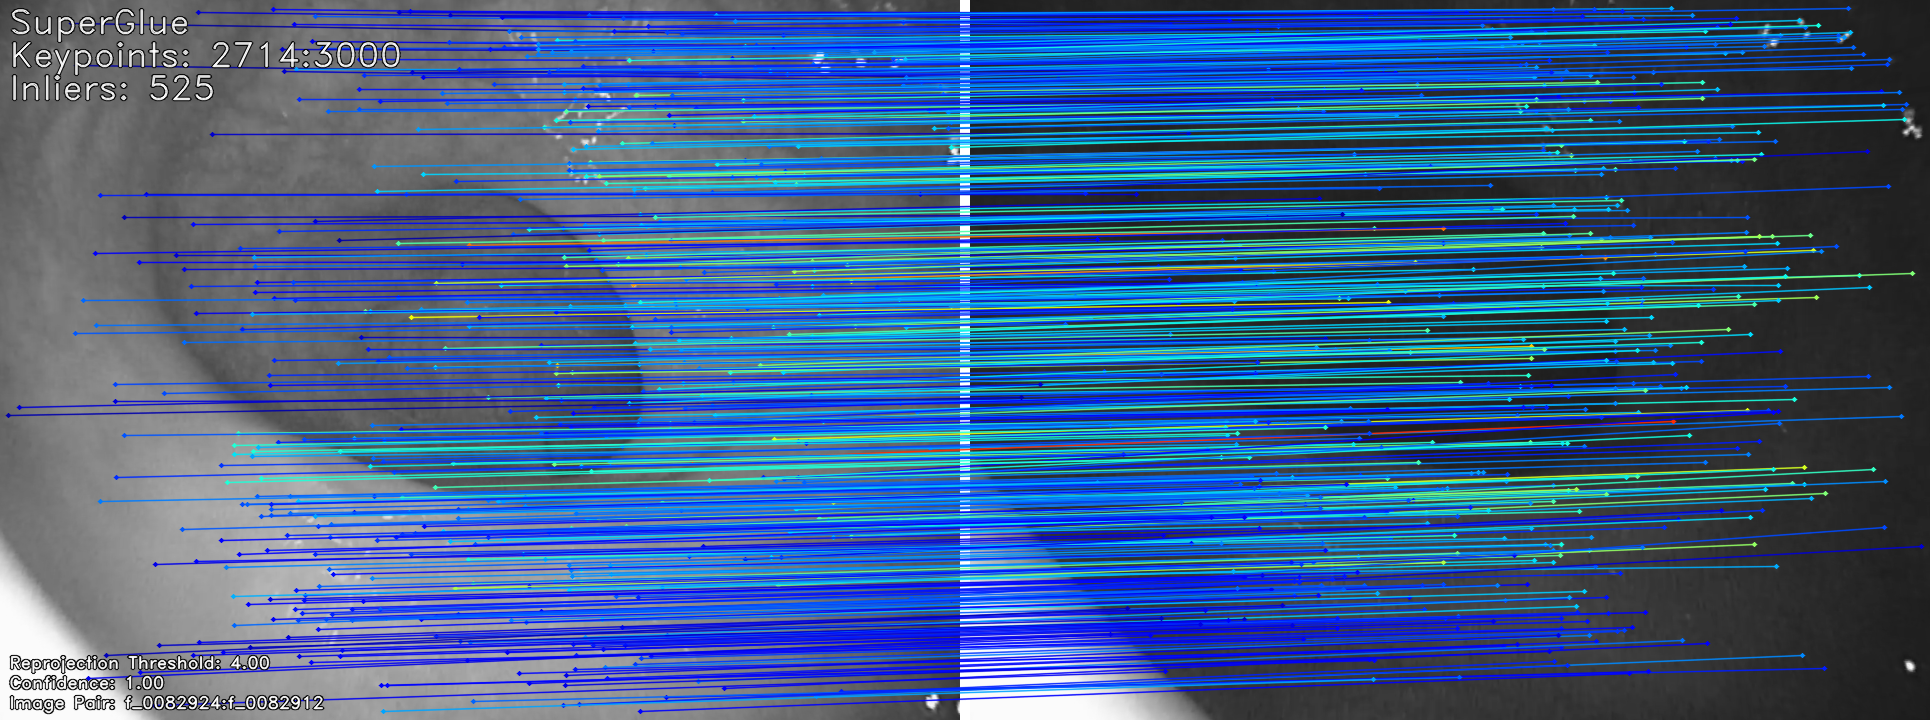 SuperGlue
Keypoints: 2714:3000
Inliers: 525
Reprojection Threshold: 4.00
Confidence: 1.00
Image Pair: f_0082924:f_0082912